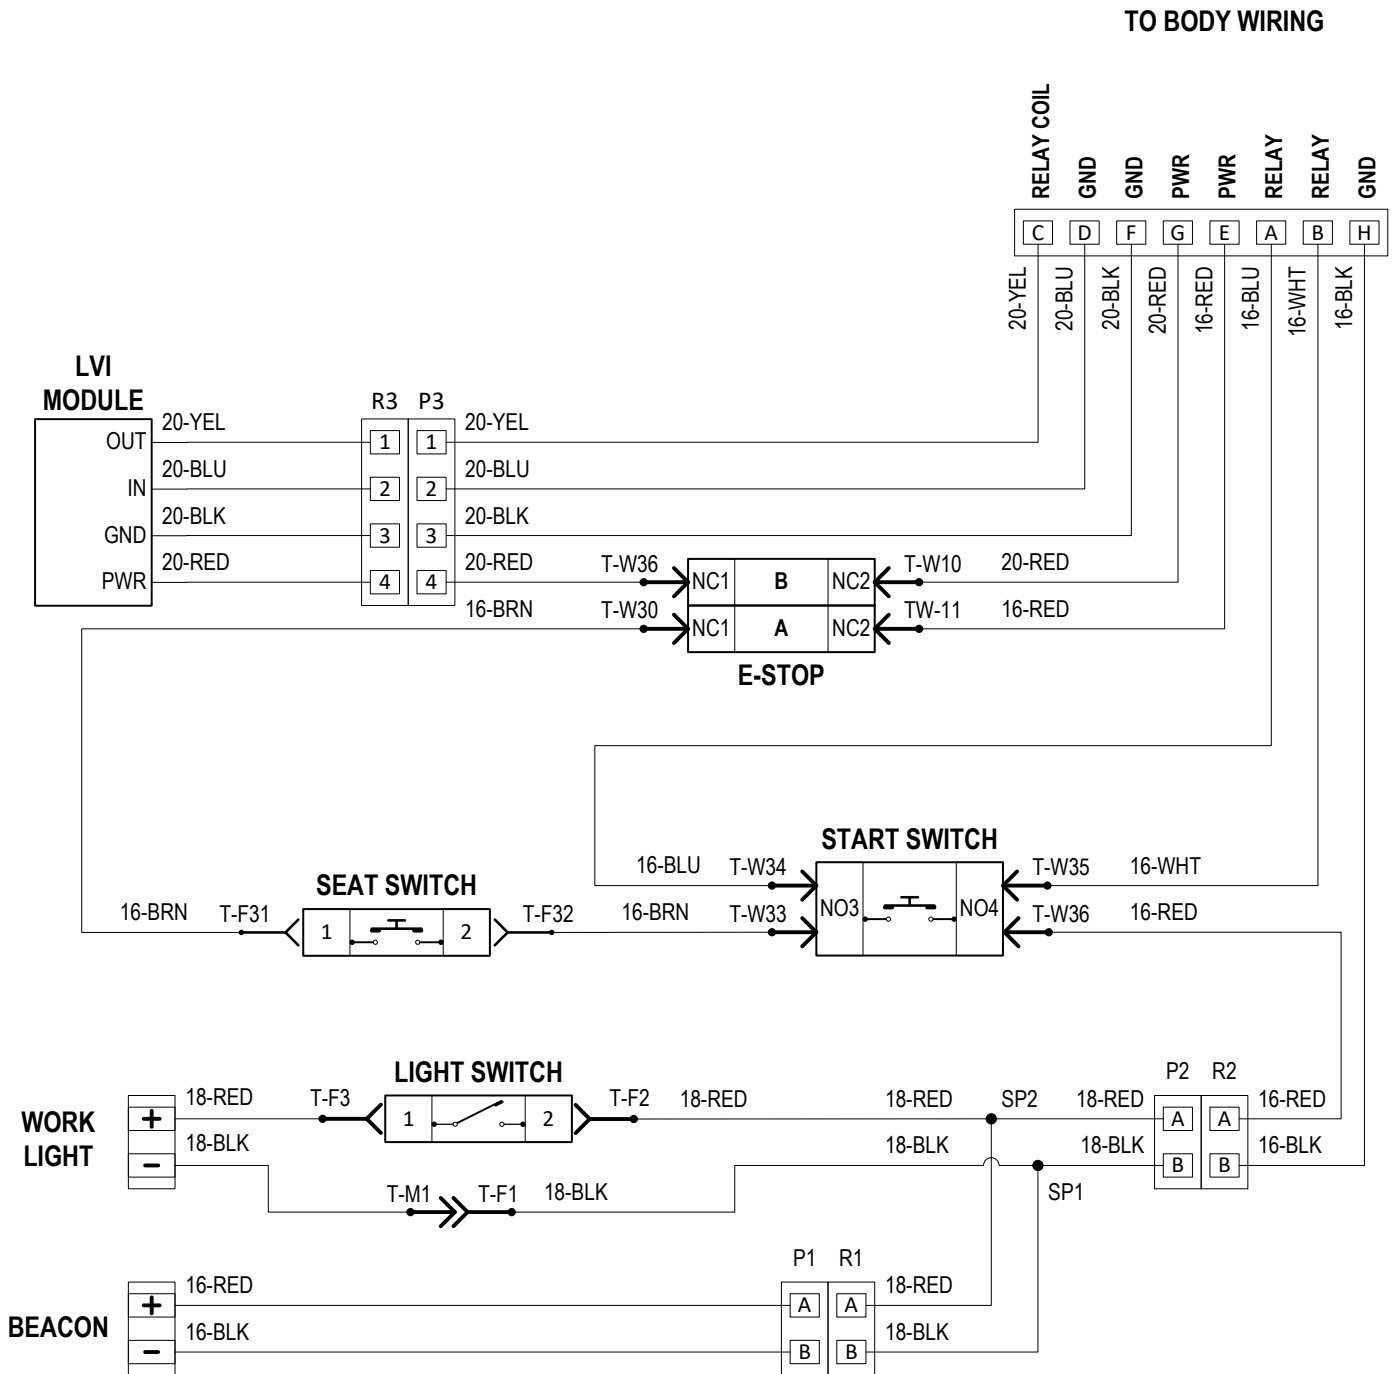 TO BODY WIRING
RELAY COIL
GND
GND
PWR
PWR
RELAY
RELAY
GND
C D F G E A B H
20-YEL
20-BLU
20-BLK
20-RED
16-RED
16-BLU
16-WHT
16-BLK
LVI
MODULE
R3 P3
OUT 20-YEL 1 1 20-YEL
IN 20-BLU 2 2 20-BLU
GND 20-BLK 3 3 20-BLK
PWR 20-RED 4 4 20-RED T-W36 NC1 B NC2 T-W10 20-RED
16-BRN T-W30 NC1 A NC2 TW-11 16-RED
E-STOP
START SWITCH
16-BLU T-W34 T-W35 16-WHT
NO3 NO4
SEAT SWITCH
16-BRN T-F31 1 2 T-F32 16-BRN T-W33 T-W36 16-RED
LIGHT SWITCH
P2 R2
WORK
LIGHT
+ 18-RED T-F3 1 2 T-F2 18-RED 18-RED SP2 18-RED A A 16-RED
- 18-BLK 18-BLK 18-BLK B B 16-BLK
T-M1 T-F1 18-BLK SP1
P1 R1
BEACON
+ 16-RED A A 18-RED
- 16-BLK B B 18-BLK